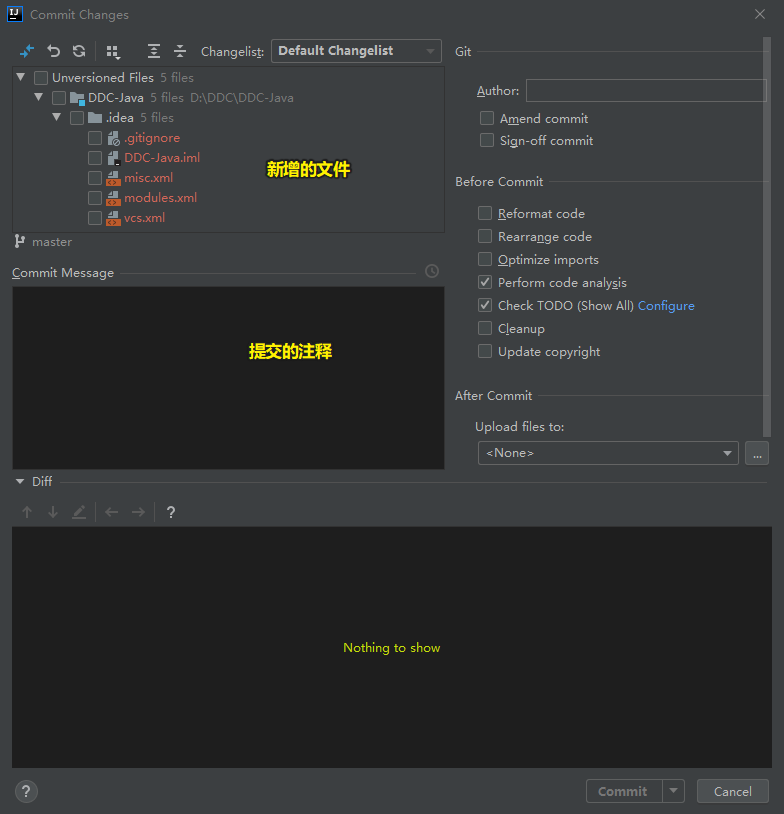 IJ Commit Changes
Changelist: Default Changelist
Unversioned Files 5 files
DDC-Java 5 files D:\DDC\DDC-Java
.idea 5 files
.gitignore
DDC-Java.iml
misc.xml
modules.xml
vcs.xml
新增的文件
master
Commit Message
提交的注释
Git
Author:
Amend commit
Sign-off commit
Before Commit
Reformat code
Rearrange code
Optimize imports
Perform code analysis
Check TODO (Show All) Configure
Cleanup
Update copyright
After Commit
Upload files to:
<None>
...
Diff
?
Nothing to show
?
Commit
Cancel